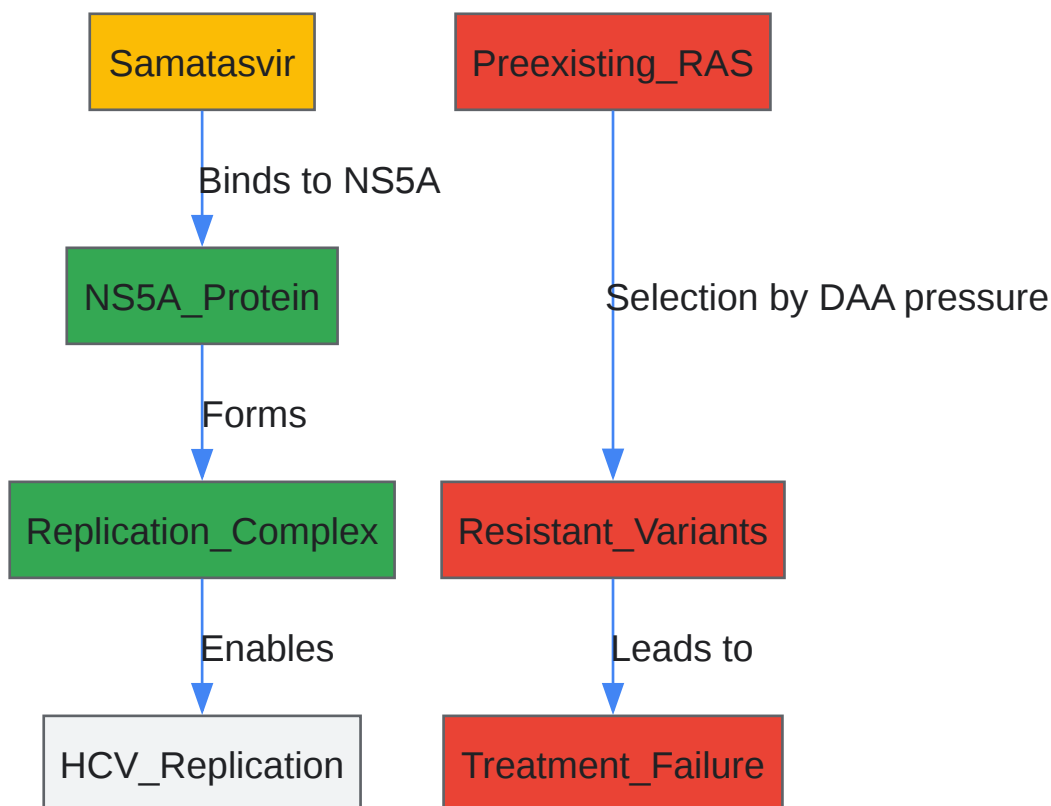 Samatasvir
Preexisting_RAS
Binds to NS5A
NS5A_Protein
Selection by DAA pressure
Forms
Replication_Complex
Resistant_Variants
Enables
Leads to
HCV_Replication
Treatment_Failure